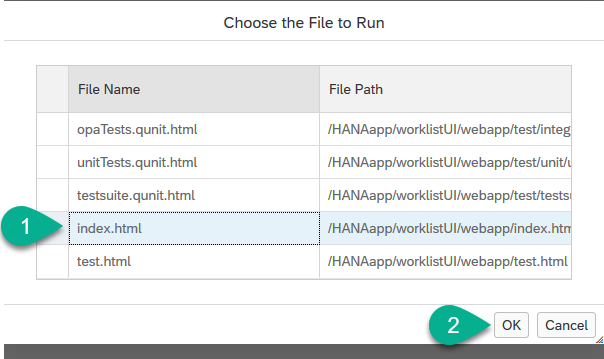 Choose the File to Run
File Name File Path
opaTests.qunit.html /HANAapp/worklistUI/webapp/test/integ
unitTests.qunit.html /HANAapp/worklistUI/webapp/test/unit/u
testsuite.qunit.html /HANAapp/worklistUI/webapp/test/tests
1 index.html /HANAapp/worklistUI/webapp/index.htm
test.html /HANAapp/worklistUI/webapp/test.html
2 OK Cancel